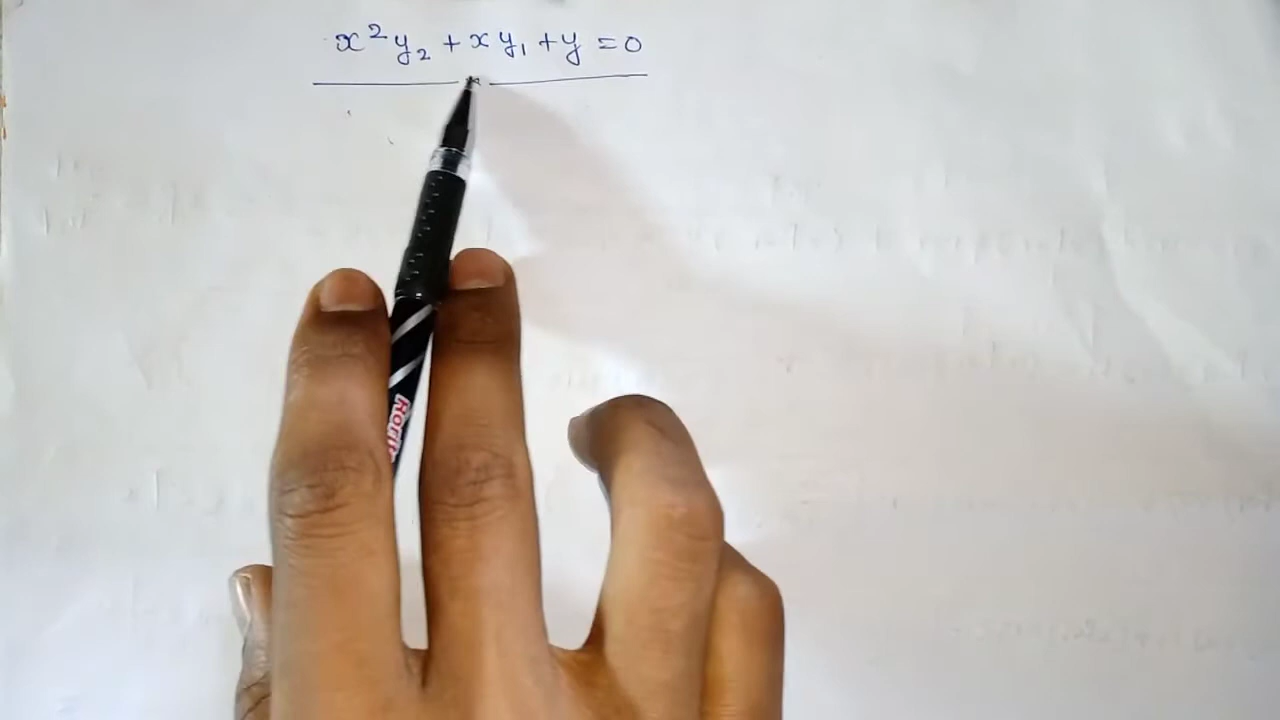 x²y₂ + xy₁ + y = 0